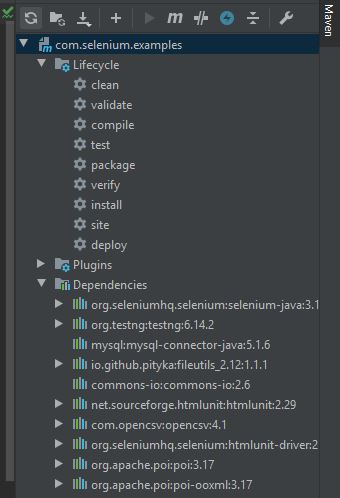 Maven
com.selenium.examples
Lifecycle
clean
validate
compile
test
package
verify
install
site
deploy
Plugins
Dependencies
org.seleniumhq.selenium:selenium-java:3.1
org.testng:testng:6.14.2
mysql:mysql-connector-java:5.1.6
io.github.pityka:fileutils_2.12:1.1.1
commons-io:commons-io:2.6
net.sourceforge.htmlunit:htmlunit:2.29
com.opencsv:opencsv:4.1
org.seleniumhq.selenium:htmlunit-driver:2
org.apache.poi:poi:3.17
org.apache.poi:poi-ooxml:3.17